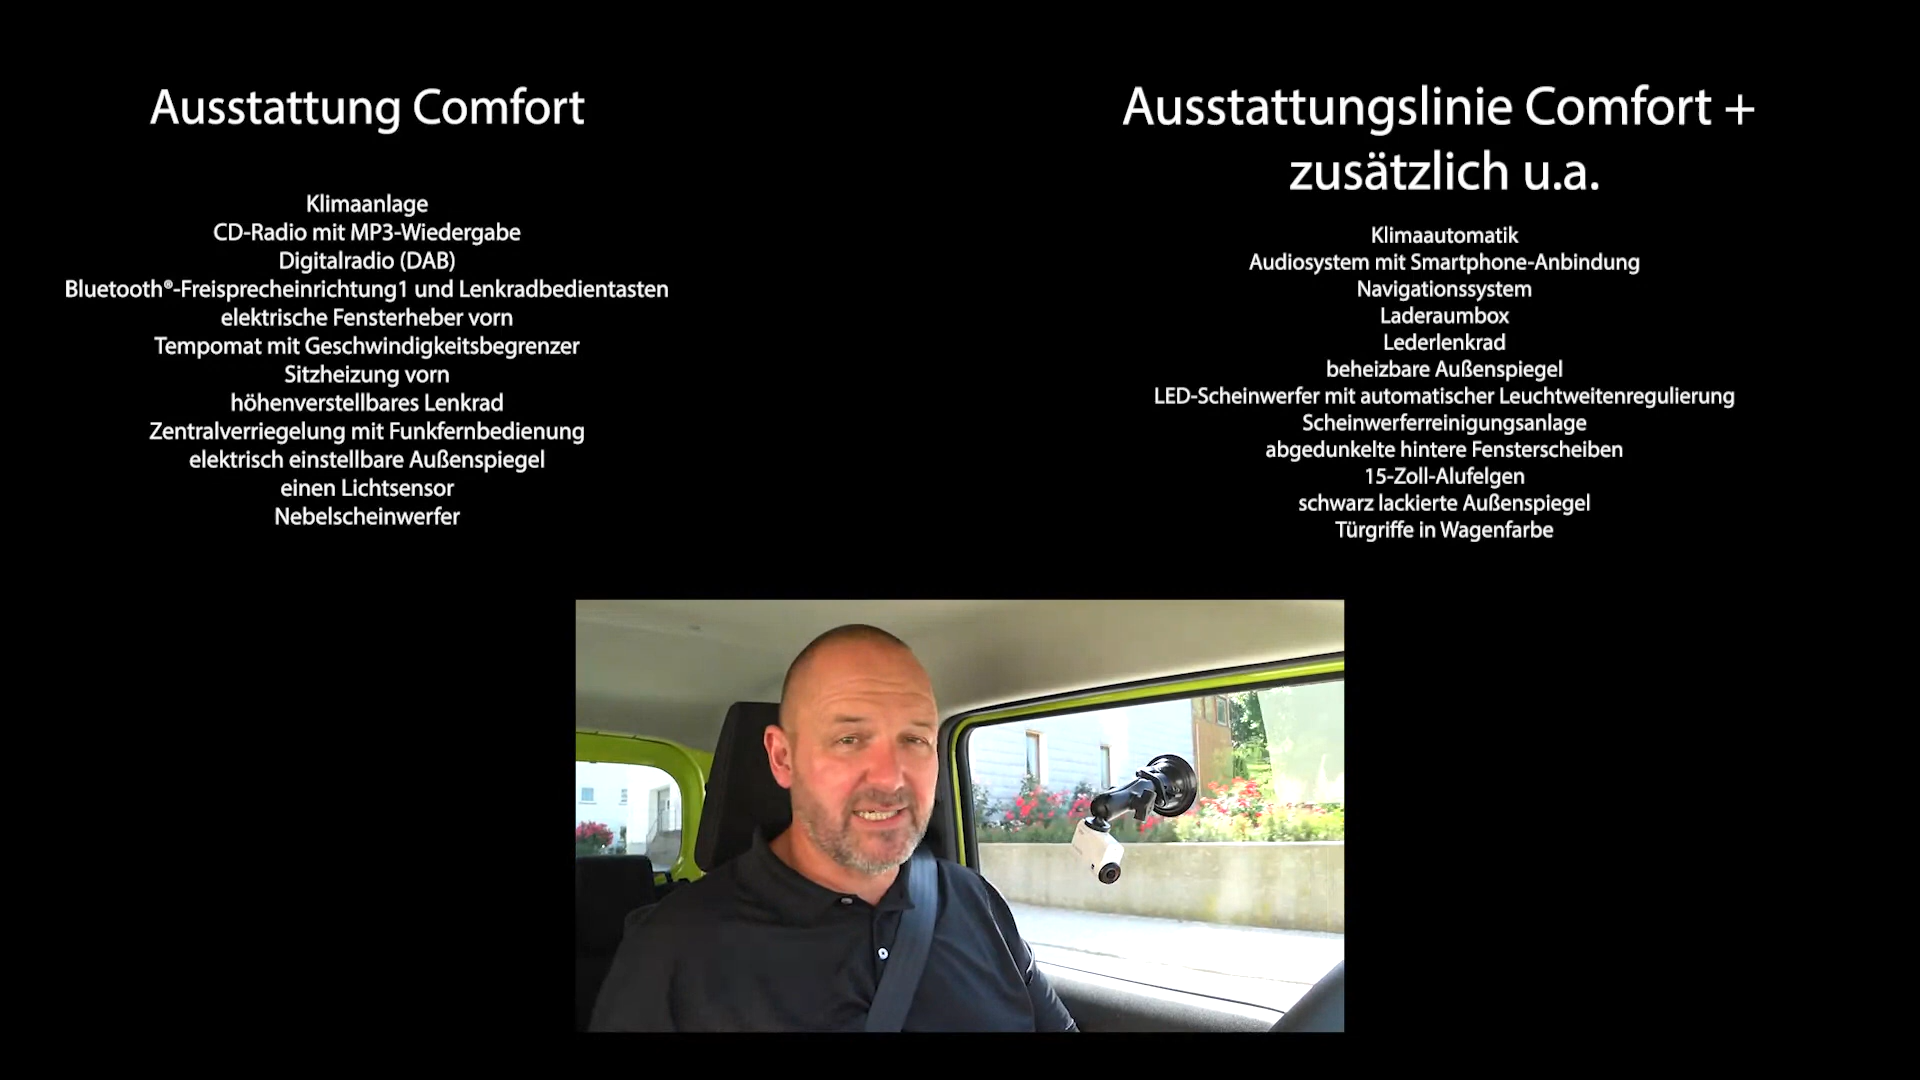 Ausstattung Comfort
Klimaanlage
CD-Radio mit MP3-Wiedergabe
Digitalradio (DAB)
Bluetooth®-Freisprecheinrichtung1 und Lenkradbedientasten
elektrische Fensterheber vorn
Tempomat mit Geschwindigkeitsbegrenzer
Sitzheizung vorn
höhenverstellbares Lenkrad
Zentralverriegelung mit Funkfernbedienung
elektrisch einstellbare Außenspiegel
einen Lichtsensor
Nebelscheinwerfer
Ausstattungslinie Comfort +
zusätzlich u.a.
Klimaautomatik
Audiosystem mit Smartphone-Anbindung
Navigationssystem
Laderaumbox
Lederlenkrad
beheizbare Außenspiegel
LED-Scheinwerfer mit automatischer Leuchtweitenregulierung
Scheinwerferreinigungsanlage
abgedunkelte hintere Fensterscheiben
15-Zoll-Alufelgen
schwarz lackierte Außenspiegel
Türgriffe in Wagenfarbe